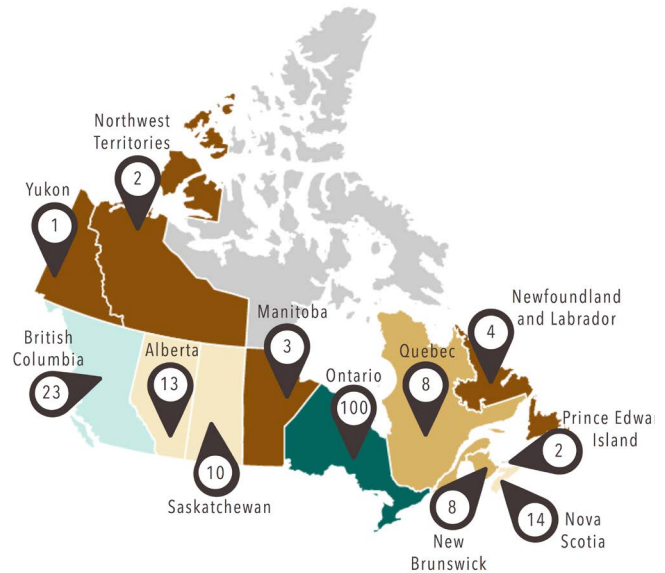 Northwest
Territories
2
Yukon
1
British
Columbia
23
Alberta
13
10
Saskatchewan
Manitoba
3
Ontario
100
Quebec
8
Newfoundland
and Labrador
4
Prince Edwar
Island
2
8
New
Brunswick
14
Nova
Scotia